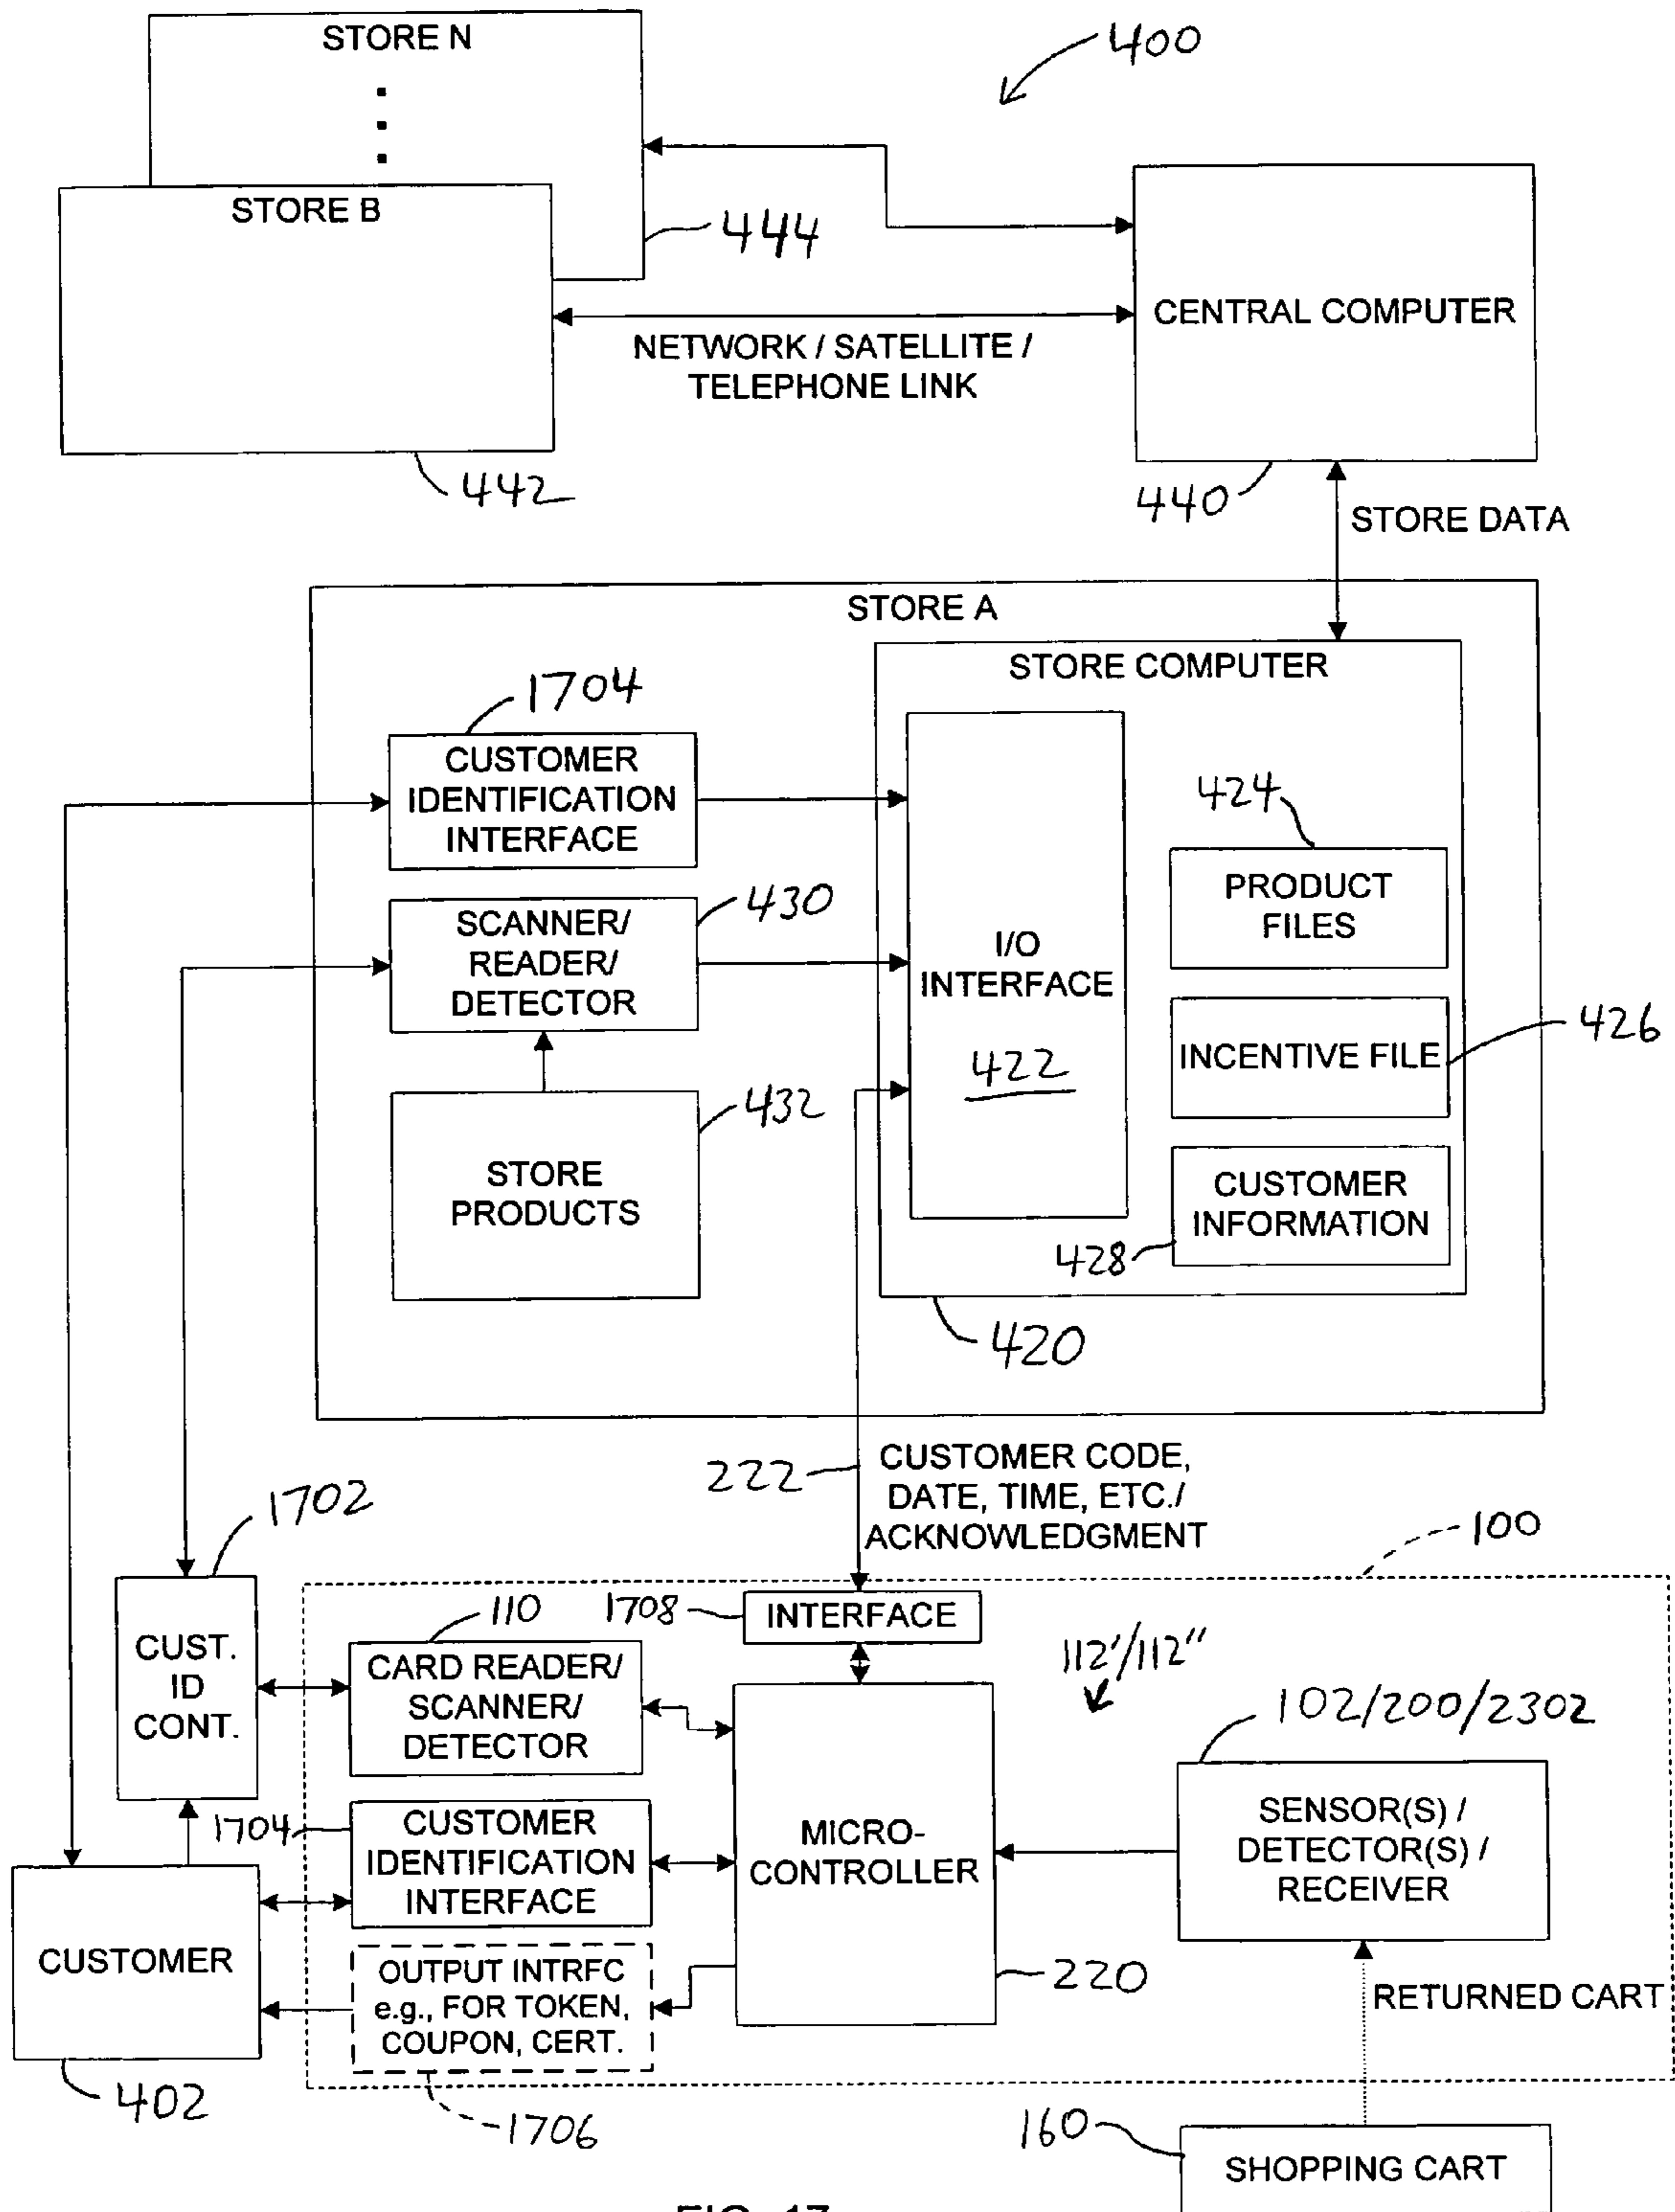 STORE N
400
STORE B
444
CENTRAL COMPUTER
NETWORK / SATELLITE /
TELEPHONE LINK
442
440
STORE DATA
STORE A
STORE COMPUTER
1704
CUSTOMER
IDENTIFICATION
INTERFACE
424
PRODUCT
FILES
430
SCANNER/
READER/
DETECTOR
I/O
INTERFACE
422
426
INCENTIVE FILE
432
STORE
PRODUCTS
CUSTOMER
INFORMATION
428
420
222
CUSTOMER CODE,
DATE, TIME, ETC./
ACKNOWLEDGMENT
1702
100
CUST.
ID
CONT.
110
CARD READER/
SCANNER/
DETECTOR
1708
INTERFACE
112'/112"
102/200/2302
SENSOR(S) /
DETECTOR(S) /
RECEIVER
1704
CUSTOMER
IDENTIFICATION
INTERFACE
MICRO-
CONTROLLER
CUSTOMER
OUTPUT INTRFC
e.g., FOR TOKEN,
COUPON, CERT.
220
RETURNED CART
402
1706
160
SHOPPING CART
FIG. 17